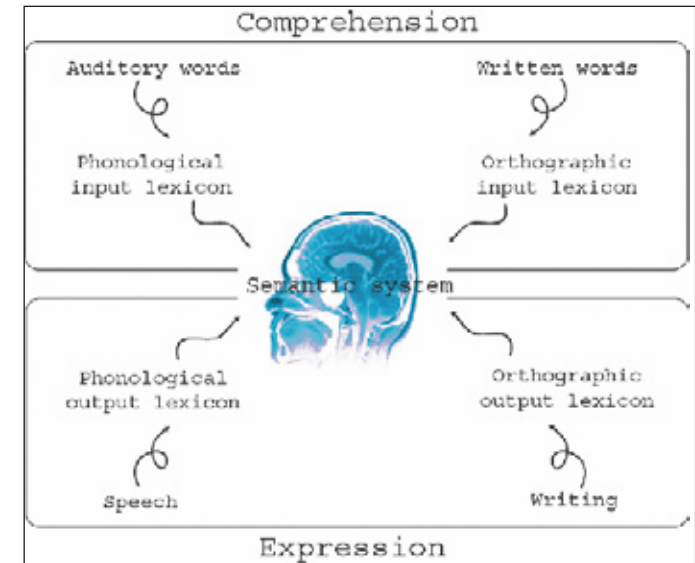 Comprehension
Auditory words
Written words
Phonological
input lexicon
Orthographic
input lexicon
Semantic system
Phonological
output lexicon
Orthographic
output lexicon
Speech
Writing
Expression